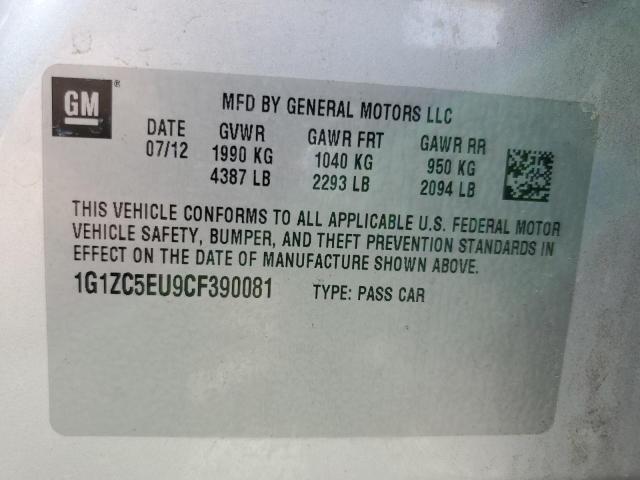 GM ®
MFD BY GENERAL MOTORS LLC
DATE GVWR GAWR FRT GAWR RR
07/12 1990 KG 1040 KG 950 KG
4387 LB 2293 LB 2094 LB
THIS VEHICLE CONFORMS TO ALL APPLICABLE U.S. FEDERAL MOTOR
VEHICLE SAFETY, BUMPER, AND THEFT PREVENTION STANDARDS IN
EFFECT ON THE DATE OF MANUFACTURE SHOWN ABOVE.
1G1ZC5EU9CF390081 TYPE: PASS CAR